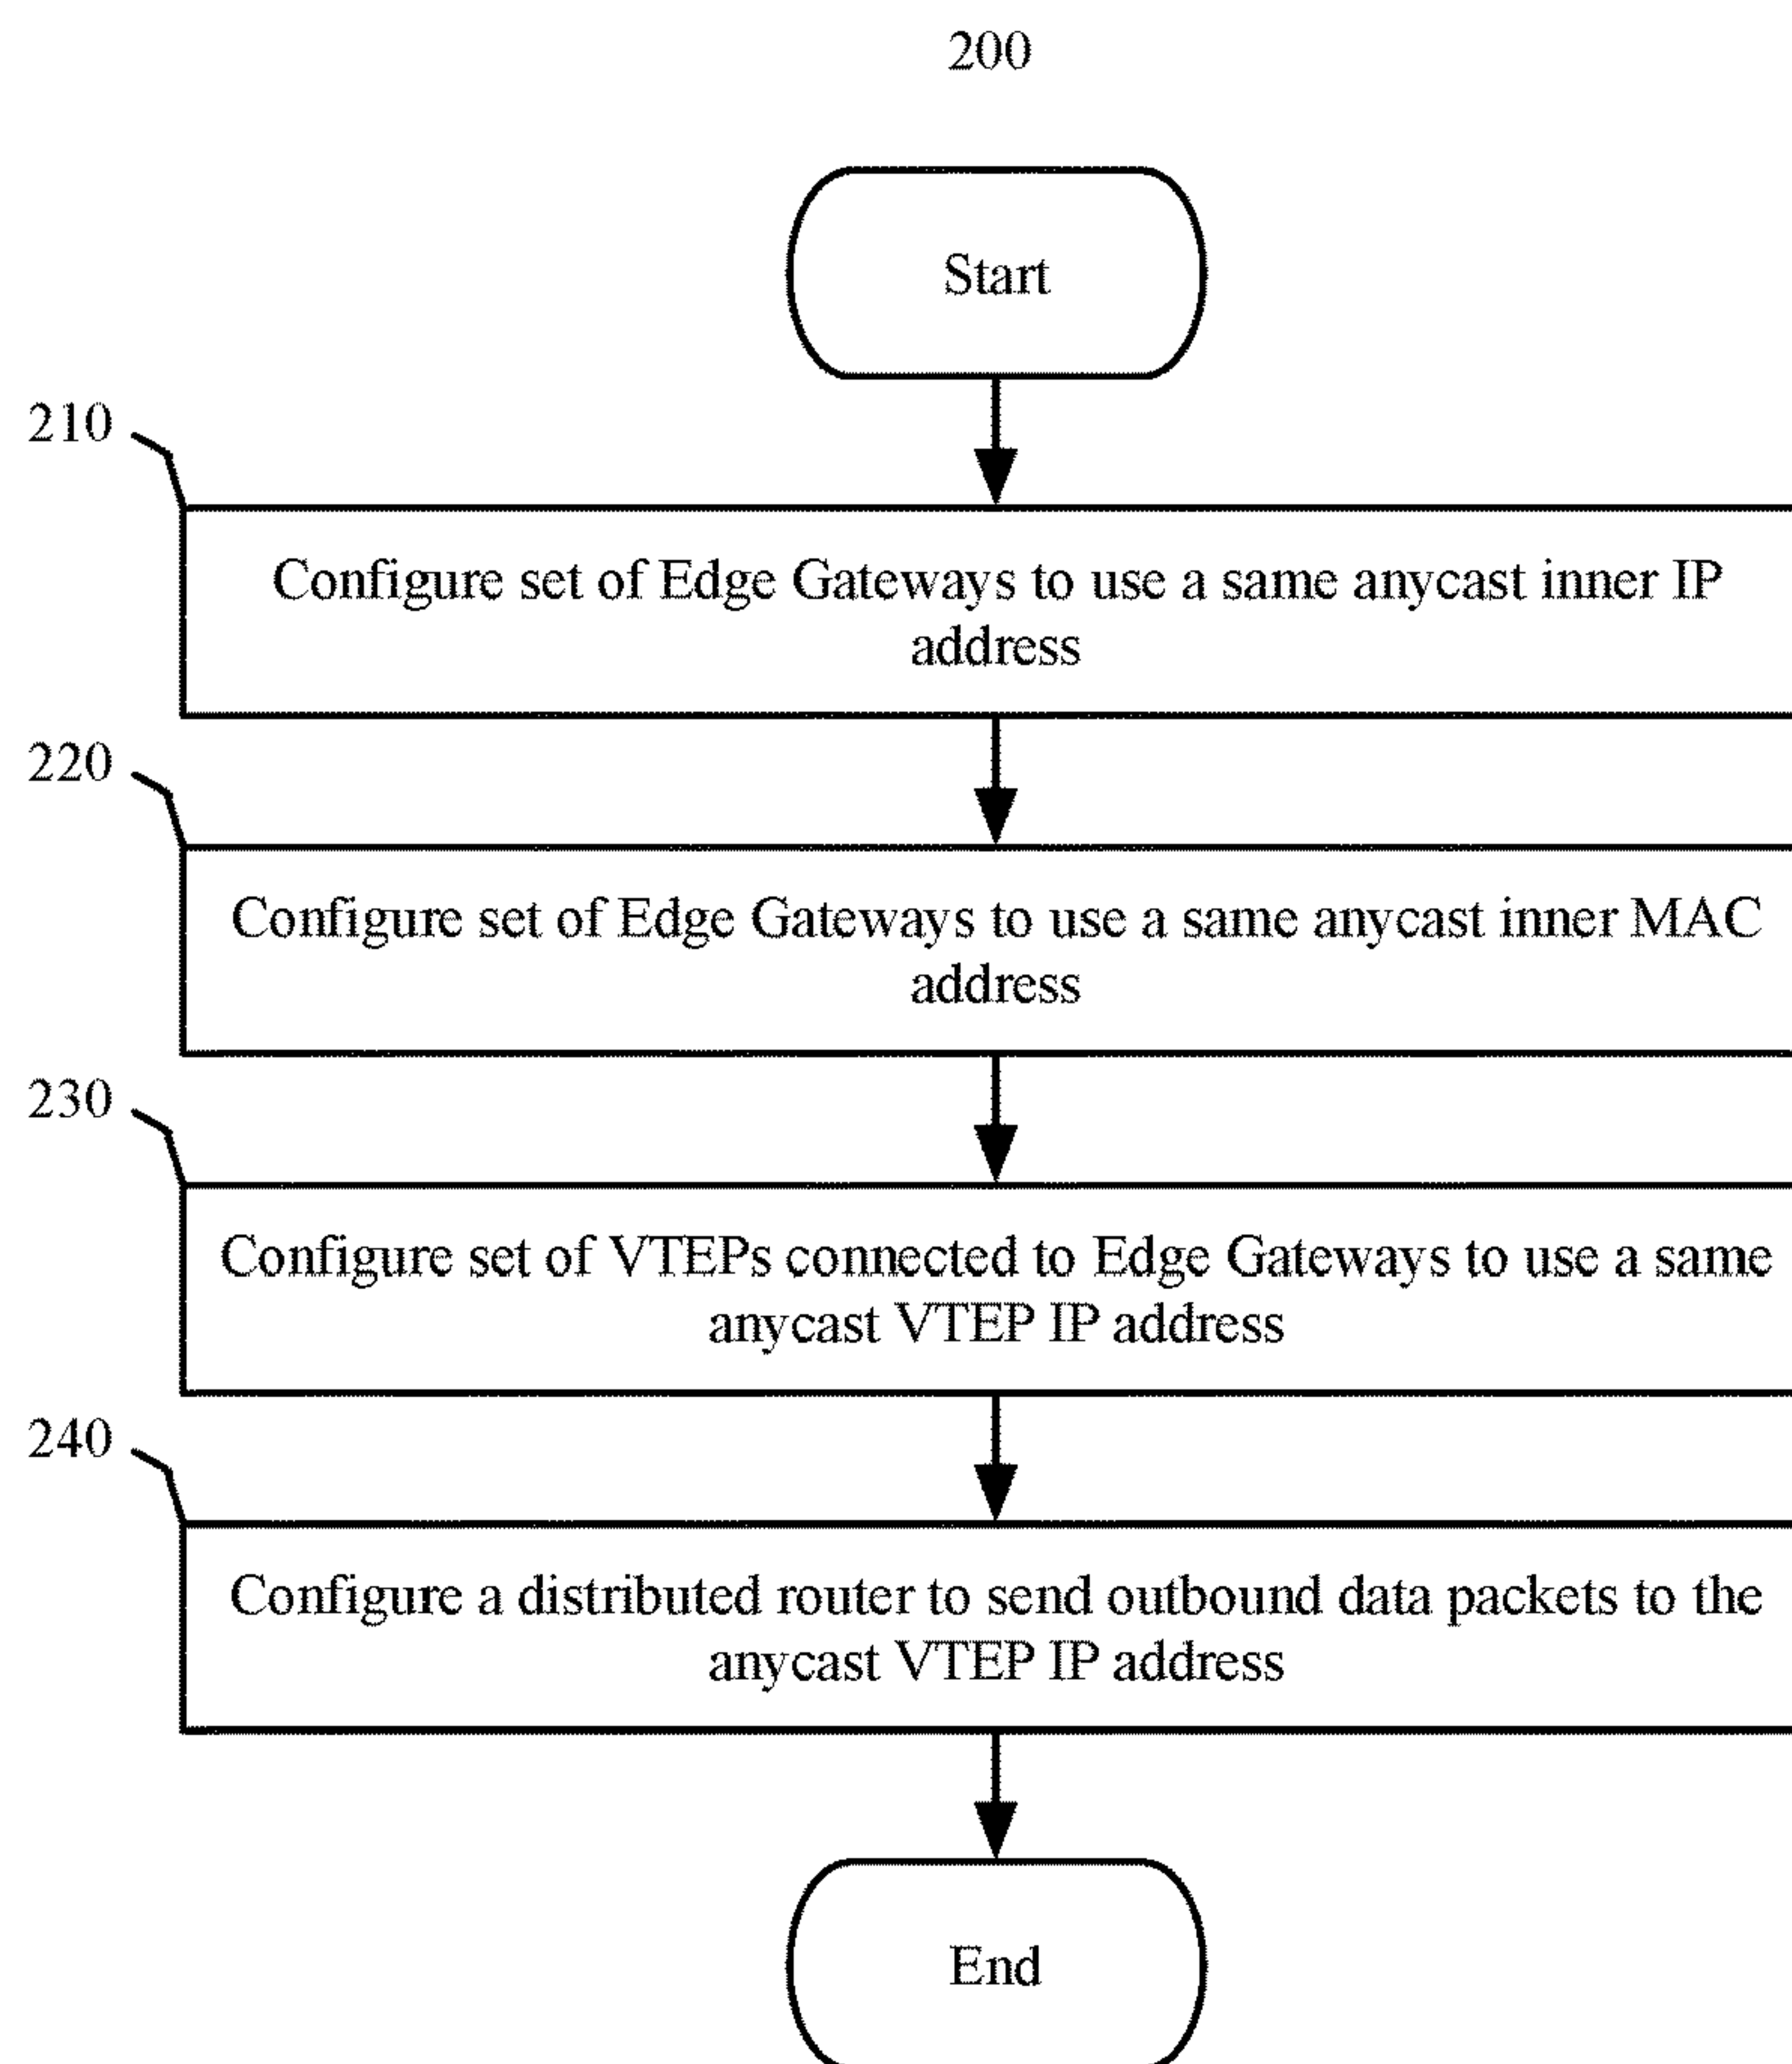 200
Start
210
Configure set of Edge Gateways to use a same anycast inner IP
address
220
Configure set of Edge Gateways to use a same anycast inner MAC
address
230
Configure set of VTEPs connected to Edge Gateways to use a same
anycast VTEP IP address
240
Configure a distributed router to send outbound data packets to the
anycast VTEP IP address
End